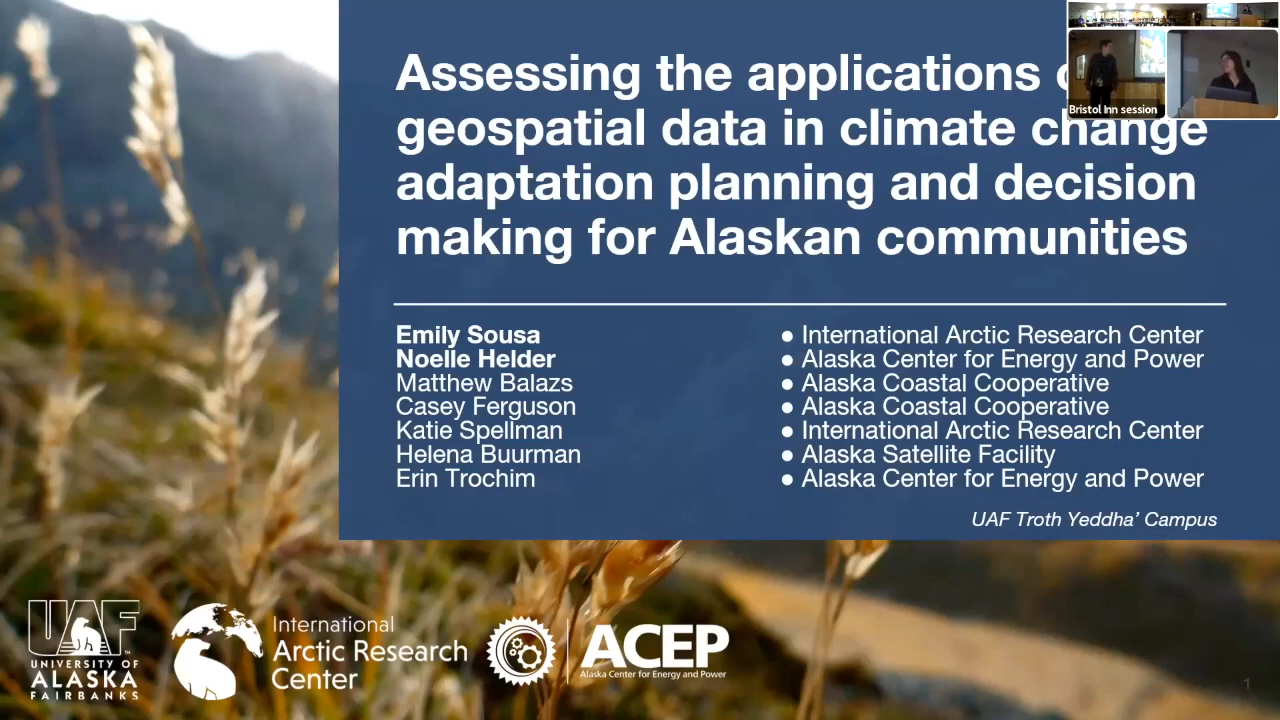 Assessing the applications
geospatial data in climate change
adaptation planning and decision
making for Alaskan communities
Bristol Inn session
Emily Sousa ● International Arctic Research Center
Noelle Helder ● Alaska Center for Energy and Power
Matthew Balazs ● Alaska Coastal Cooperative
Casey Ferguson ● Alaska Coastal Cooperative
Katie Spellman ● International Arctic Research Center
Helena Buurman ● Alaska Satellite Facility
Erin Trochim ● Alaska Center for Energy and Power
UAF Troth Yeddha’ Campus
UAF
UNIVERSITY OF
ALASKA
FAIRBANKS
International
Arctic Research
Center
ACEP
Alaska Center for Energy and Power
1